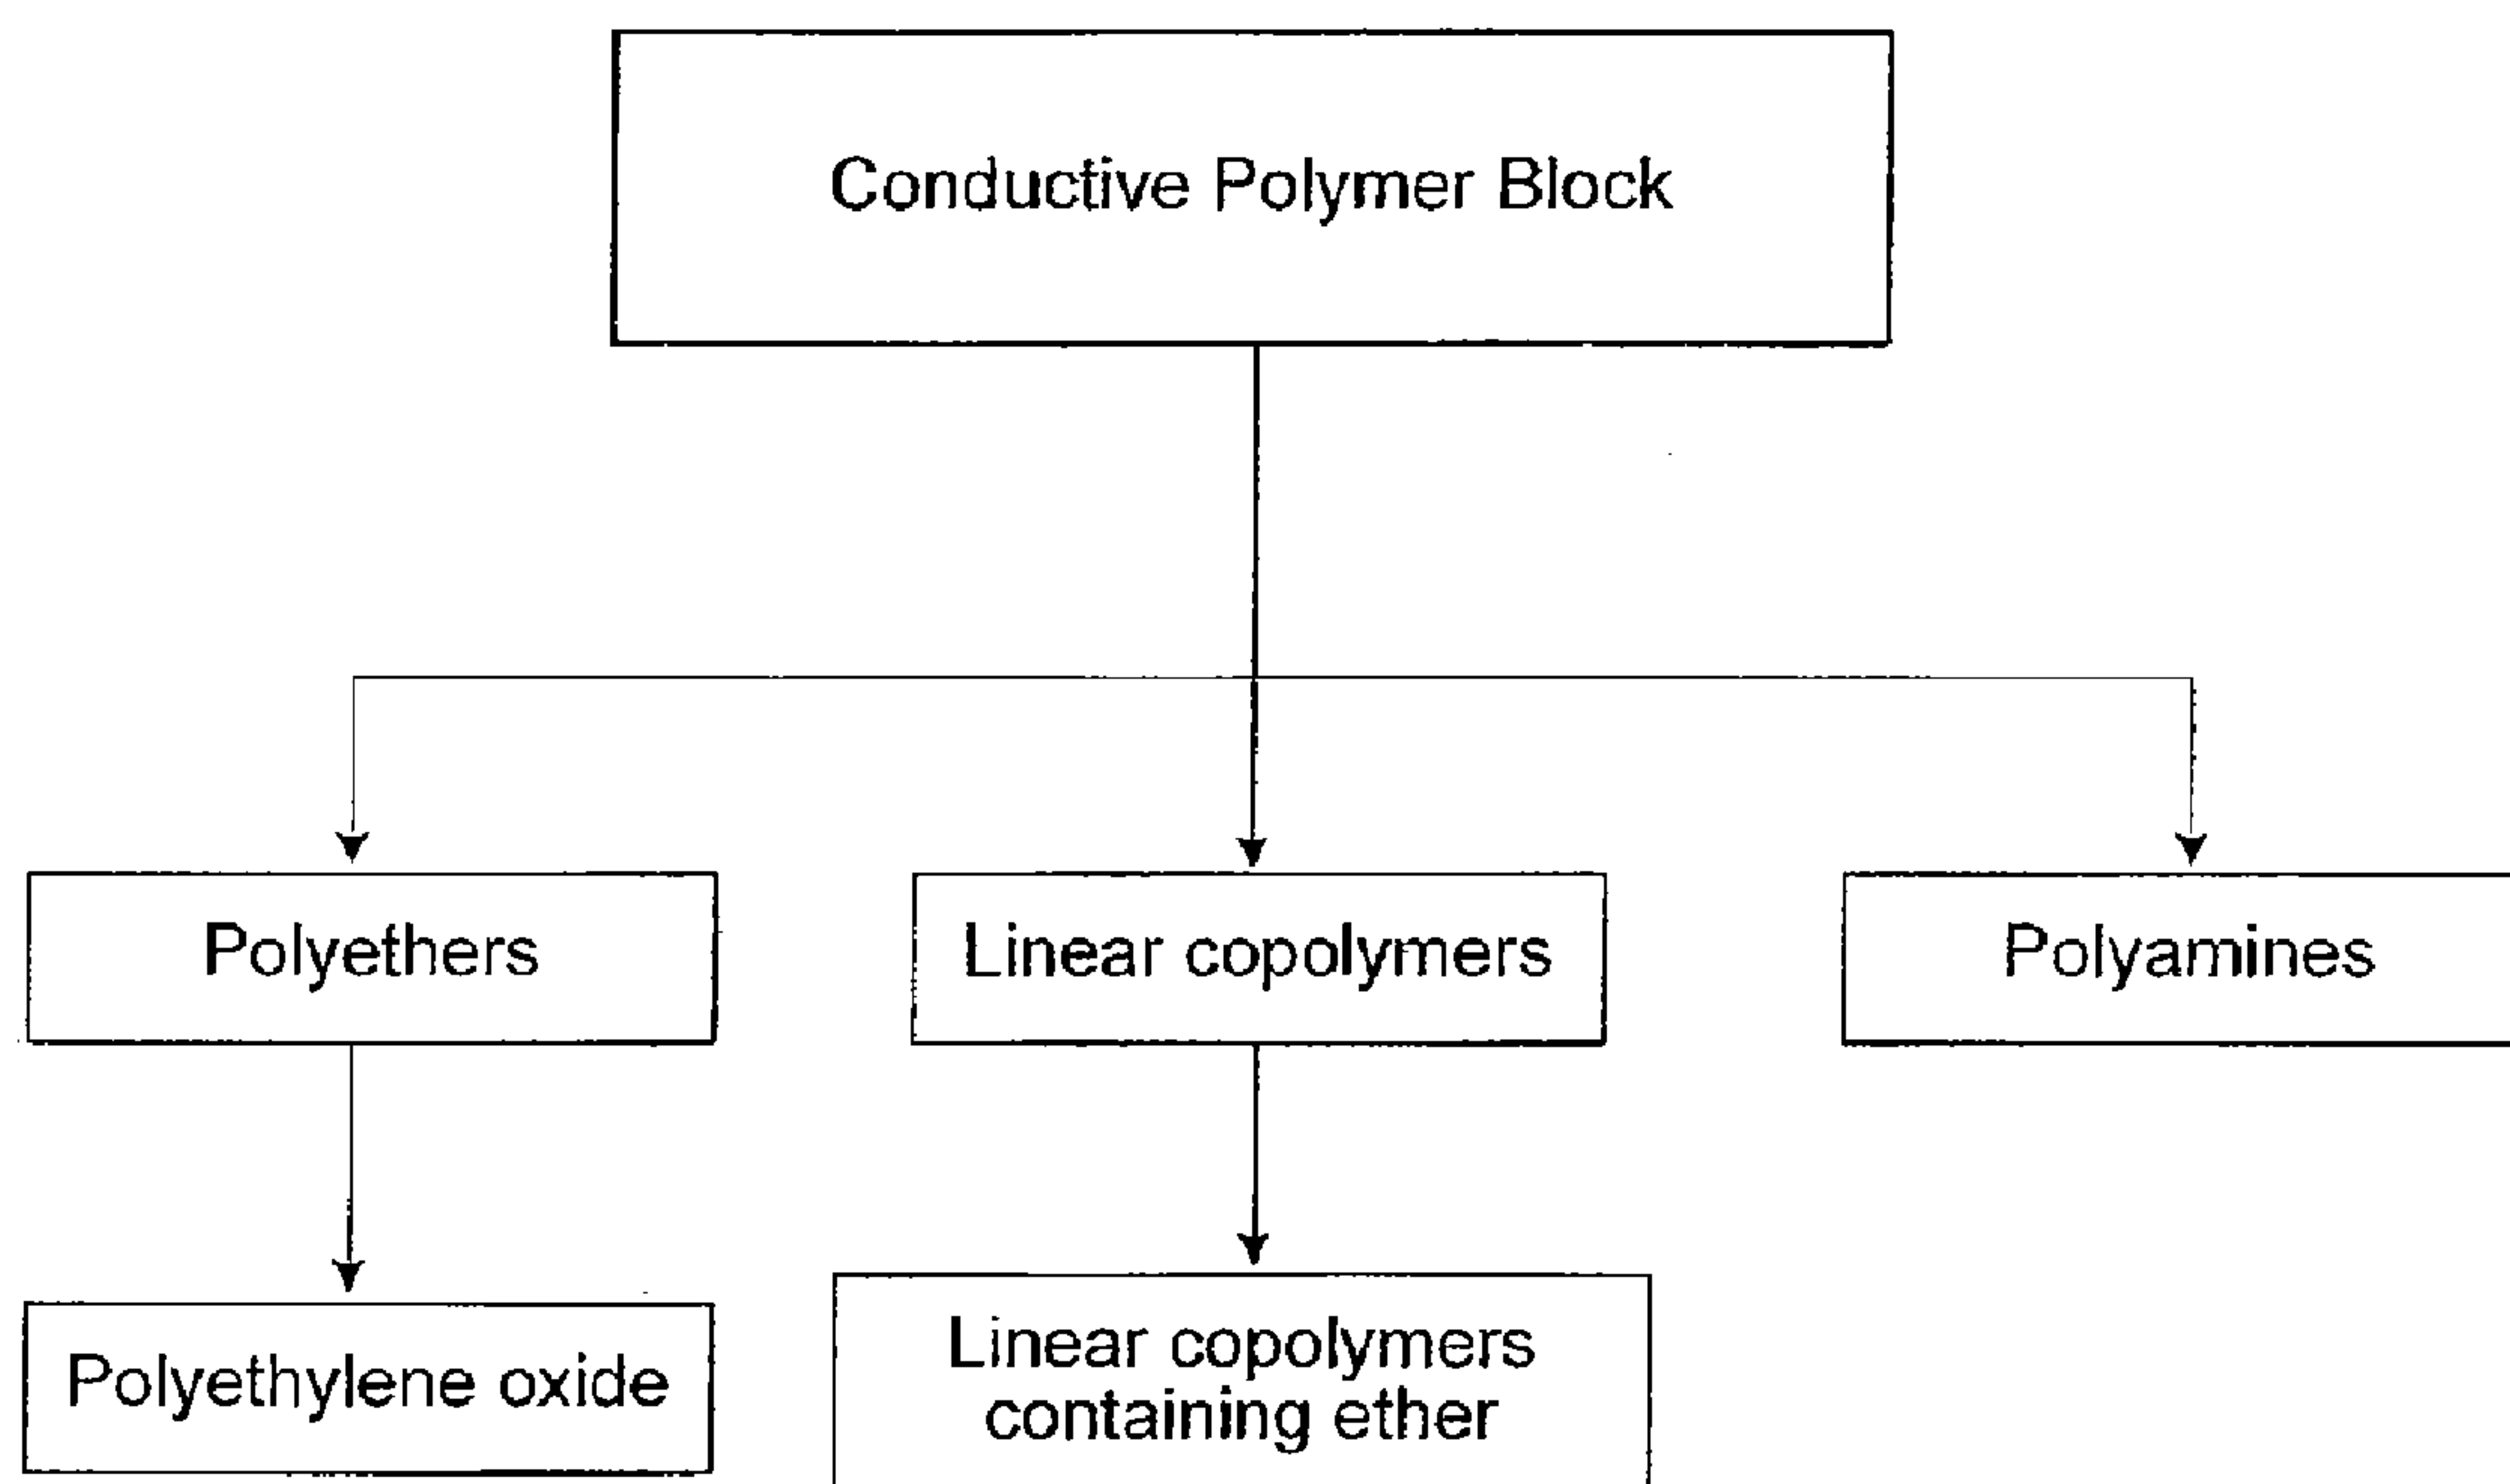 Conductive Polymer Block
Polyethers
Linear copolymers
Polyamines
Polyethylene oxide
Linear copolymers
containing ether